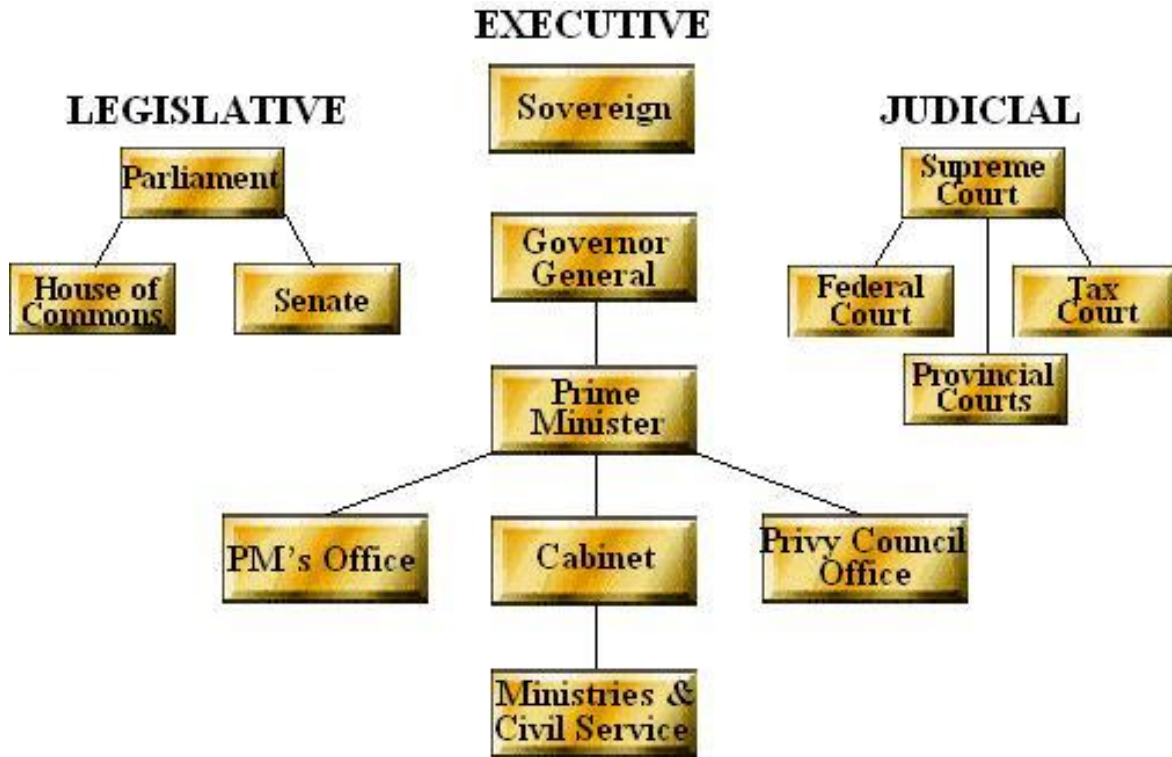 EXECUTIVE
Sovereign
LEGISLATIVE
Parliament
House of
Commons
Senate
JUDICIAL
Supreme
Court
Federal
Court
Tax
Court
Provincial
Courts
Governor
General
Prime
Minister
PM's Office
Cabinet
Privy Council
Office
Ministries &
Civil Service